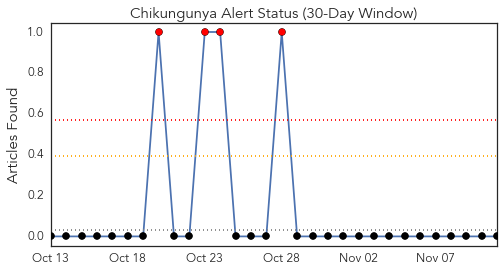 Chikungunya Alert Status (30-Day Window)
Articles Found
1.0
0.8
0.6
0.4
0.2
0.0
Oct 13 Oct 18 Oct 23 Oct 28 Nov 02 Nov 07